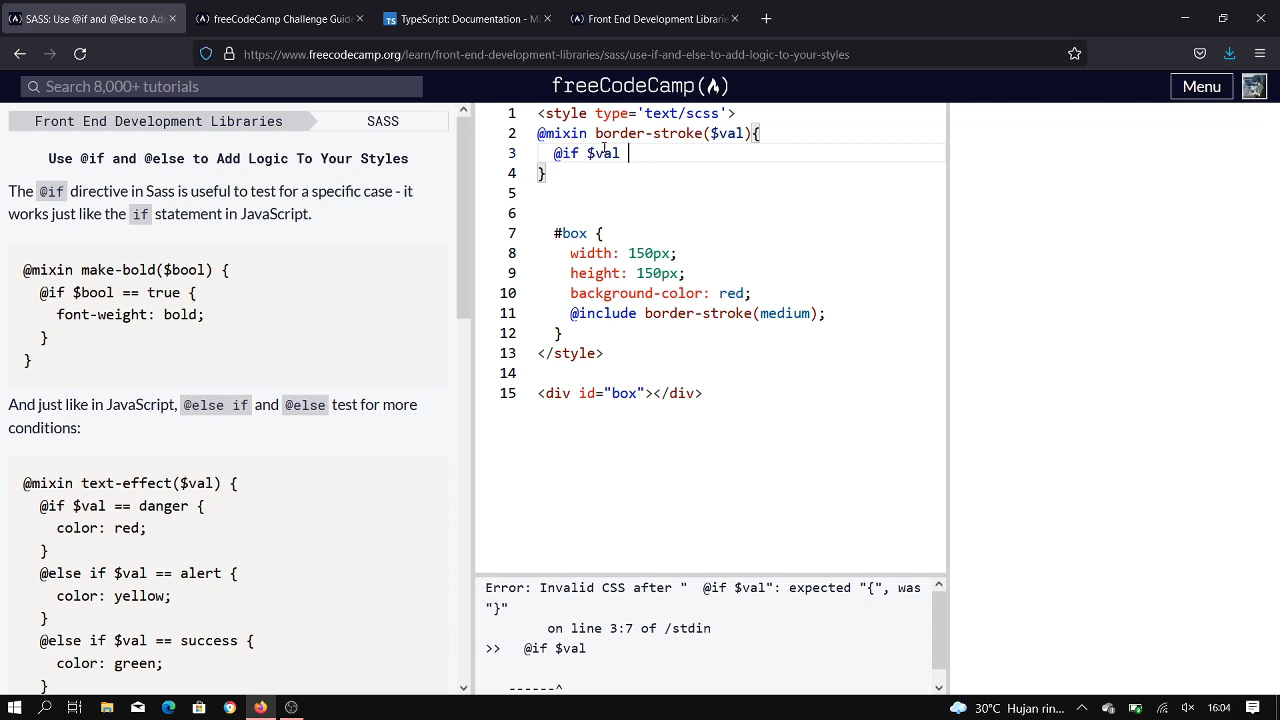 SASS: Use @if and @else to Add
freeCodeCamp Challenge Guide
TS TypeScript: Documentation - M
Front End Development Librarie
https://www.freecodecamp.org/learn/front-end-development-libraries/sass/use-if-and-else-to-add-logic-to-your-styles
Search 8,000+ tutorials
freeCodeCamp
Menu
Front End Development Libraries
SASS
Use @if and @else to Add Logic To Your Styles
The @if directive in Sass is useful to test for a specific case - it
works just like the if statement in JavaScript.
@mixin make-bold($bool) {
@if $bool == true {
font-weight: bold;
}
}
And just like in JavaScript, @else if and @else test for more
conditions:
@mixin text-effect($val) {
@if $val == danger {
color: red;
}
@else if $val == alert {
color: yellow;
}
@else if $val == success {
color: green;
}
1 <style type='text/scss'>
2 @mixin border-stroke($val){
3 @if $val
4 }
5
6
7 #box {
8 width: 150px;
9 height: 150px;
10 background-color: red;
11 @include border-stroke(medium);
12 }
13 </style>
14
15 <div id="box"></div>
Error: Invalid CSS after "  @if $val": expected "{", was
"}"
on line 3:7 of /stdin
>> @if $val
------^
30°C Hujan rin...
16:04